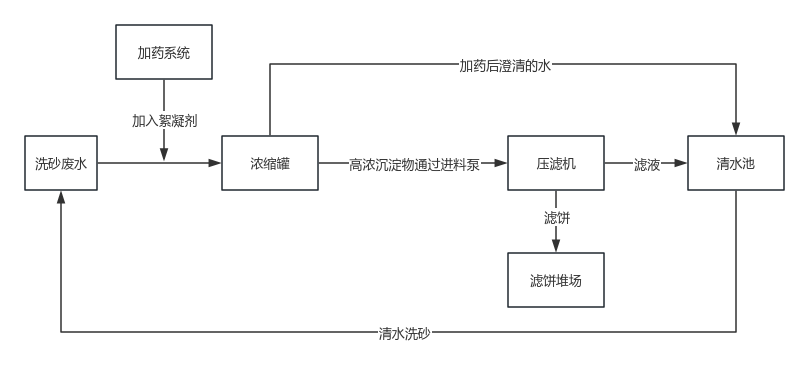 加药系统
加药后澄清的水
加入絮凝剂
洗砂废水
浓缩罐
高浓沉淀物通过进料泵
压滤机
滤液
清水池
滤饼
滤饼堆场
清水洗砂